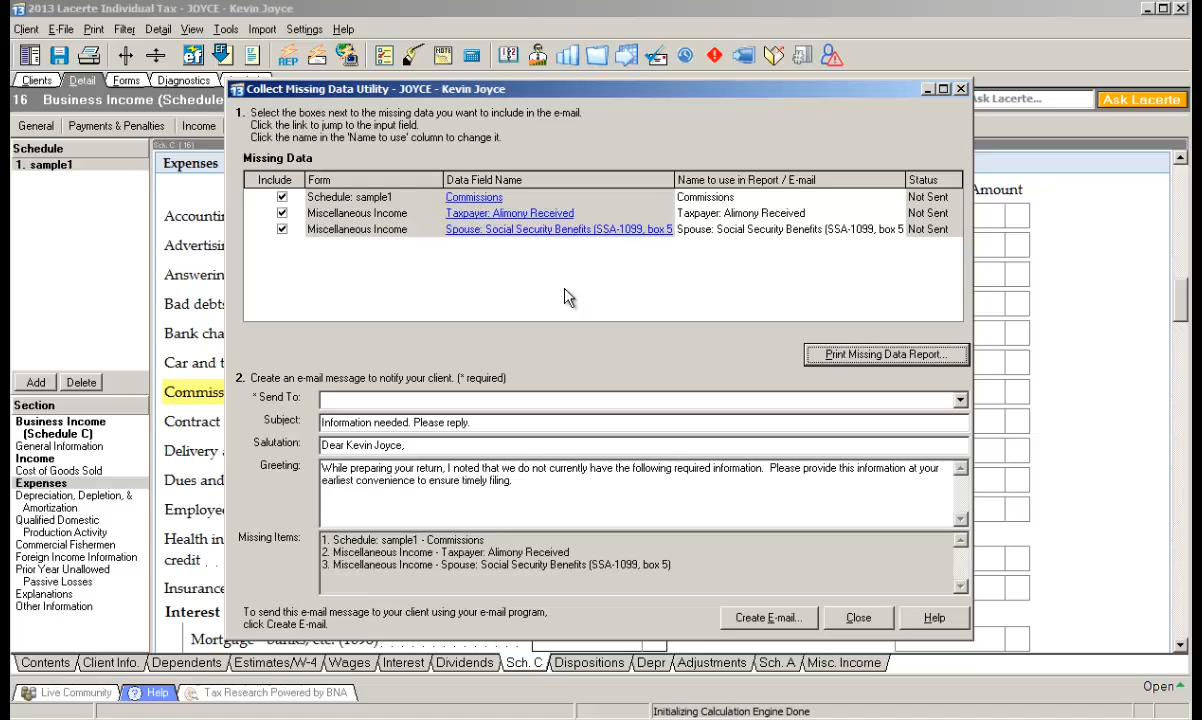 2013 Lacerte Individual Tax - JOYCE - Kevin Joyce
Client E-File Print Filter Detail View Tools Import Settings Help
Clients Detail Forms Diagnostics
16 Business Income (Schedule
Ask Lacerte
General Payments & Penalties Income
Schedule
1. sample1
Expenses
Amount
Advertisin
Answerin
Bad debts
Bank cha
Car and t
Commiss
Contract
Delivery
Dues and
Employe
Health in
credit
Insurance
Interest
Mortgage - banks, etc. (1098)
Add Delete
Section
Business Income
(Schedule C)
General Information
Income
Cost of Goods Sold
Expenses
Depreciation, Depletion, &
Amortization
Qualified Domestic
Production Activity
Commercial Fishermen
Foreign Income Information
Prior Year Unallowed
Passive Losses
Explanations
Other Information
Collect Missing Data Utility - JOYCE - Kevin Joyce
1. Select the boxes next to the missing data you want to include in the e-mail.
Click the link to jump to the input field.
Click the name in the 'Name to use' column to change it.
Missing Data
Include Form Data Field Name Name to use in Report / E-mail Status
Schedule: sample1 Commissions Commissions Not Sent
Miscellaneous Income Taxpayer: Alimony Received Taxpayer: Alimony Received Not Sent
Miscellaneous Income Spouse: Social Security Benefits (SSA-1099, box 5 Spouse: Social Security Benefits (SSA-1099, box 5 Not Sent
Print Missing Data Report...
2. Create an e-mail message to notify your client. (* required)
* Send To:
Subject: Information needed. Please reply.
Salutation: Dear Kevin Joyce,
Greeting: While preparing your return, I noted that we do not currently have the following required information. Please provide this information at your
earliest convenience to ensure timely filing.
Missing Items: 1. Schedule: sample1 - Commissions
2. Miscellaneous Income - Taxpayer: Alimony Received
3. Miscellaneous Income - Spouse: Social Security Benefits (SSA-1099, box 5)
To send this e-mail message to your client using your e-mail program,
click Create E-mail.
Create E-mail... Close Help
Contents Client Info. Dependents Estimates/W-4 Wages Interest Dividends Sch. C Dispositions Depr Adjustments Sch. A Misc. Income
Live Community Help Tax Research Powered by BNA
Open
Initializing Calculation Engine Done